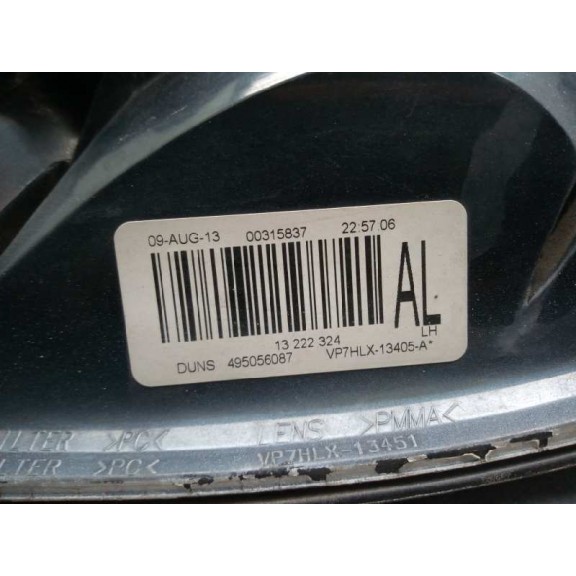 09-AUG-13 00315837 22:57:06
AL
LH
13 222 324
DUNS 495056087 VP7HLX-13405-A*
LENS >PMMA<
>PC<
VP7HLX-13451
>PC<